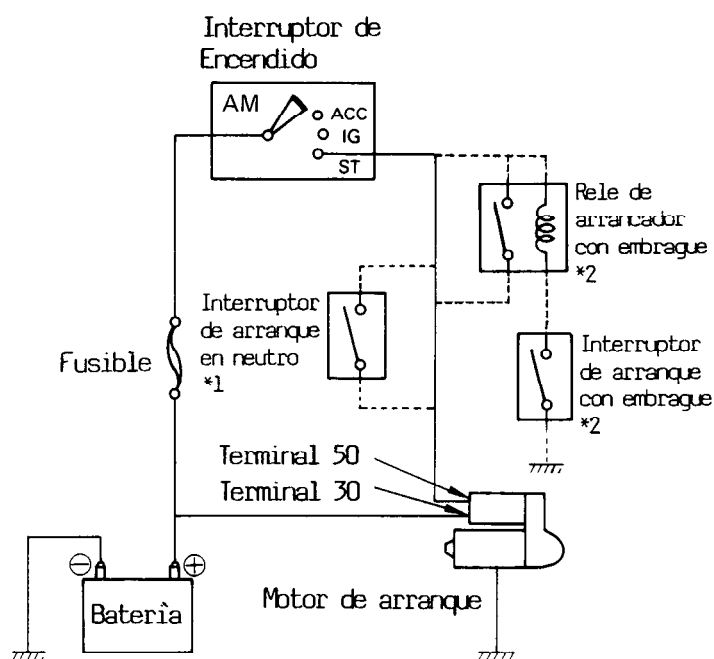 Interruptor de
Encendido
AM
ACC
IG
ST
Rele de
arrancador
con embrague
*2
Interruptor
de arranque
en neutro
*1
Fusible
Interruptor
de arranque
con embrague
*2
Terminal 50
Terminal 30
⊖
⊕
Baterìa
Motor de arranque